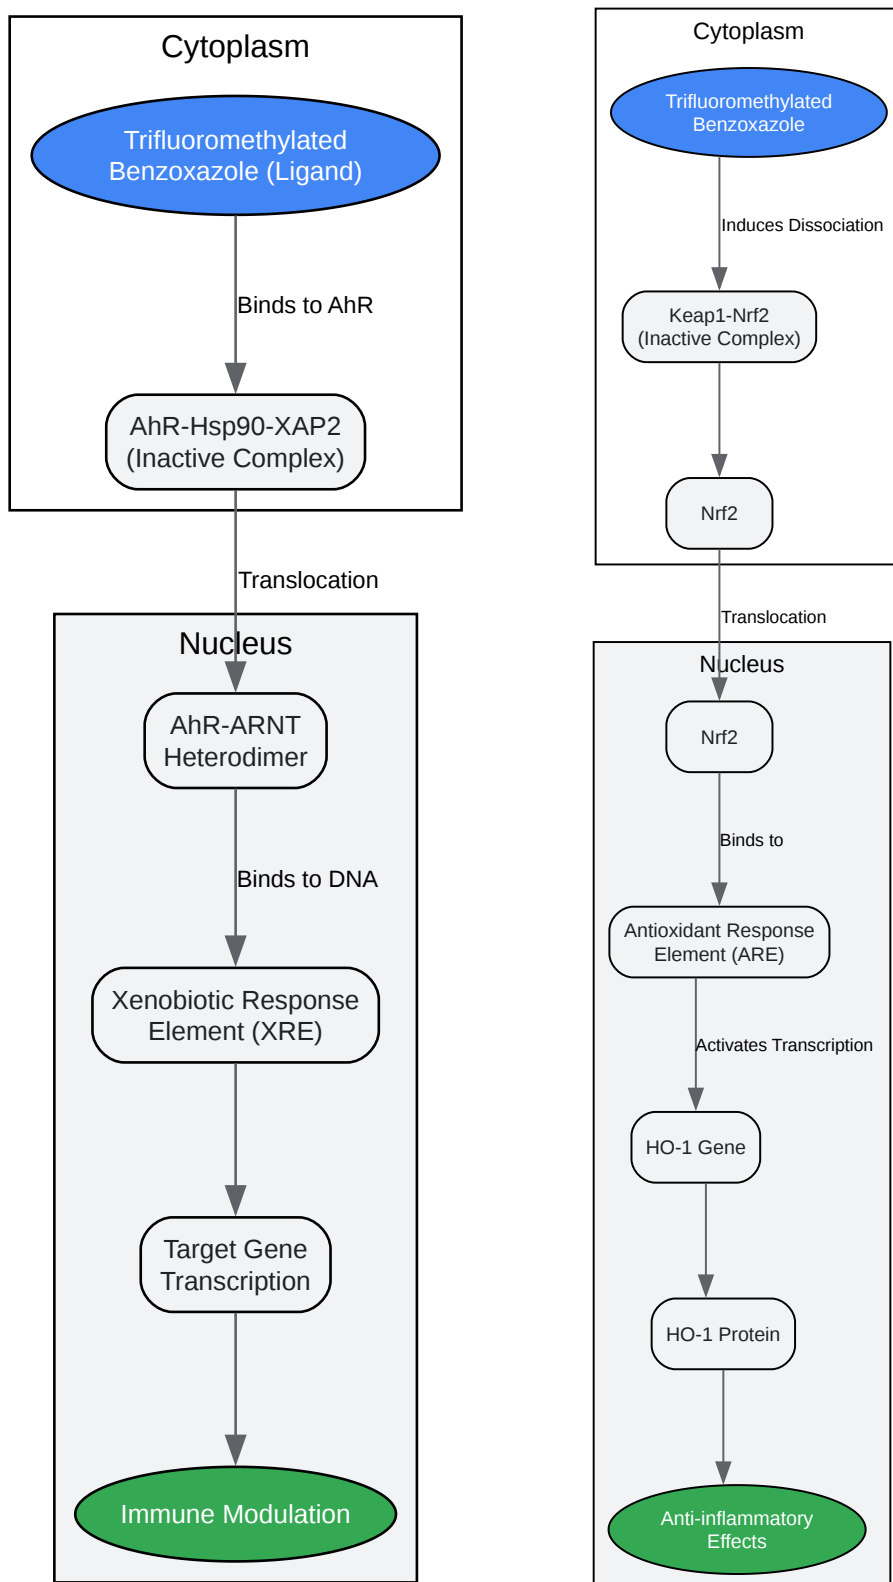 Cytoplasm
Trifluoromethylated
Benzoxazole (Ligand)
Binds to AhR
AhR-Hsp90-XAP2
(Inactive Complex)
Translocation
Nucleus
AhR-ARNT
Heterodimer
Binds to DNA
Xenobiotic Response
Element (XRE)
Target Gene
Transcription
Immune Modulation
Cytoplasm
Trifluoromethylated
Benzoxazole
Induces Dissociation
Keap1-Nrf2
(Inactive Complex)
Nrf2
Translocation
Nucleus
Nrf2
Binds to
Antioxidant Response
Element (ARE)
Activates Transcription
HO-1 Gene
HO-1 Protein
Anti-inflammatory
Effects